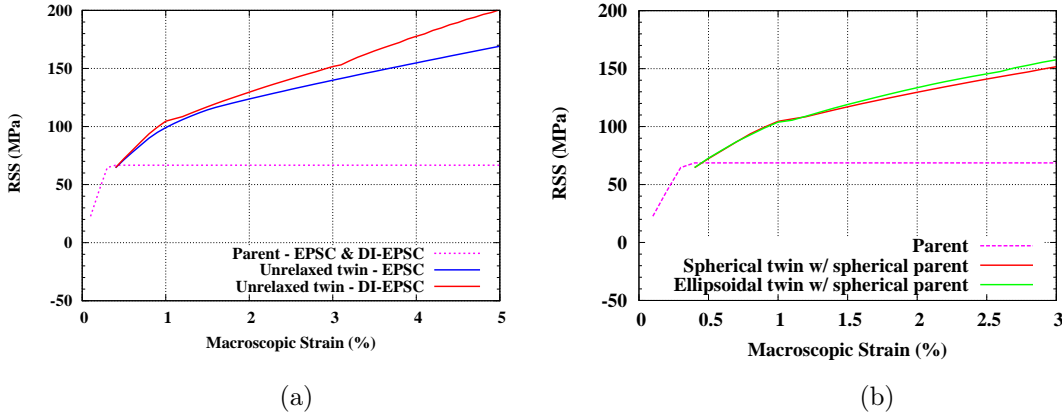 200
150
100
50
0
-50
RSS (MPa)
Parent - EPSC & DI-EPSC
Unrelaxed twin - EPSC
Unrelaxed twin - DI-EPSC
0 1 2 3 4 5
Macroscopic Strain (%)
(a)
200
150
100
50
0
-50
RSS (MPa)
Parent
Spherical twin w/ spherical parent
Ellipsoidal twin w/ spherical parent
0 0.5 1 1.5 2 2.5 3
Macroscopic Strain (%)
(b)